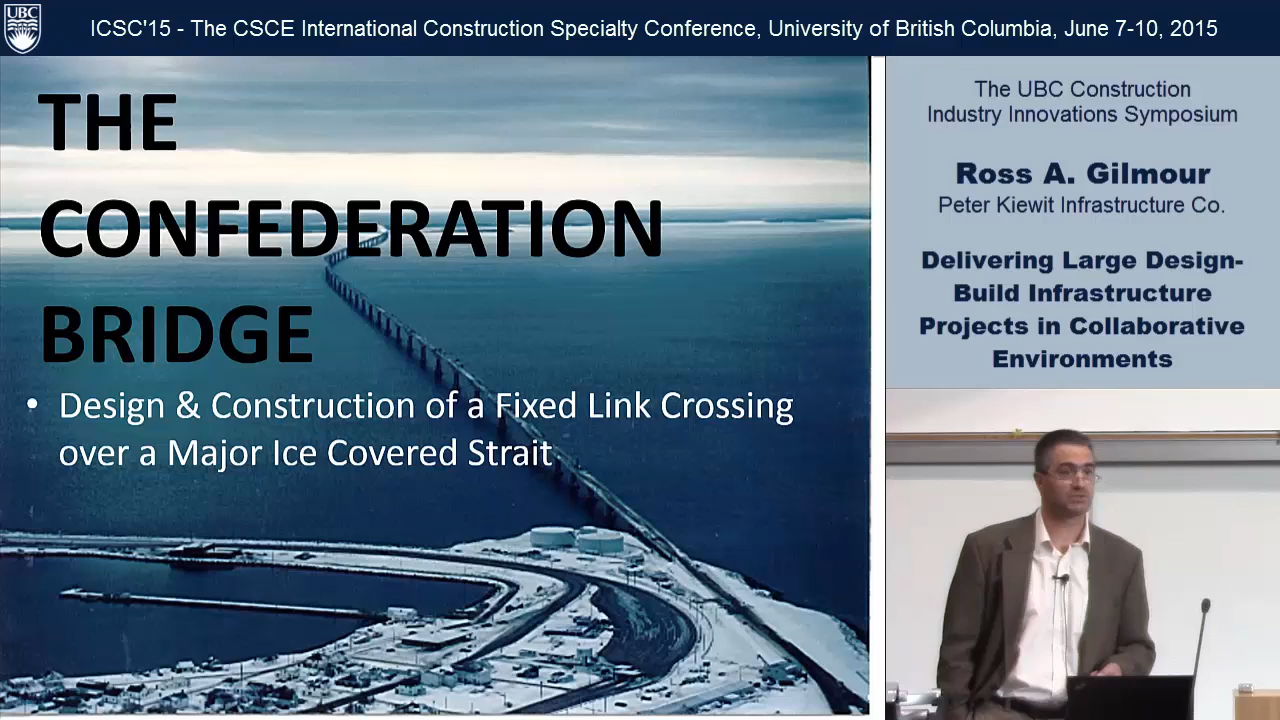 UBC
ICSC'15 - The CSCE International Construction Specialty Conference, University of British Columbia, June 7-10, 2015
THE
CONFEDERATION
BRIDGE
• Design & Construction of a Fixed Link Crossing
over a Major Ice Covered Strait
The UBC Construction
Industry Innovations Symposium
Ross A. Gilmour
Peter Kiewit Infrastructure Co.
Delivering Large Design-
Build Infrastructure
Projects in Collaborative
Environments